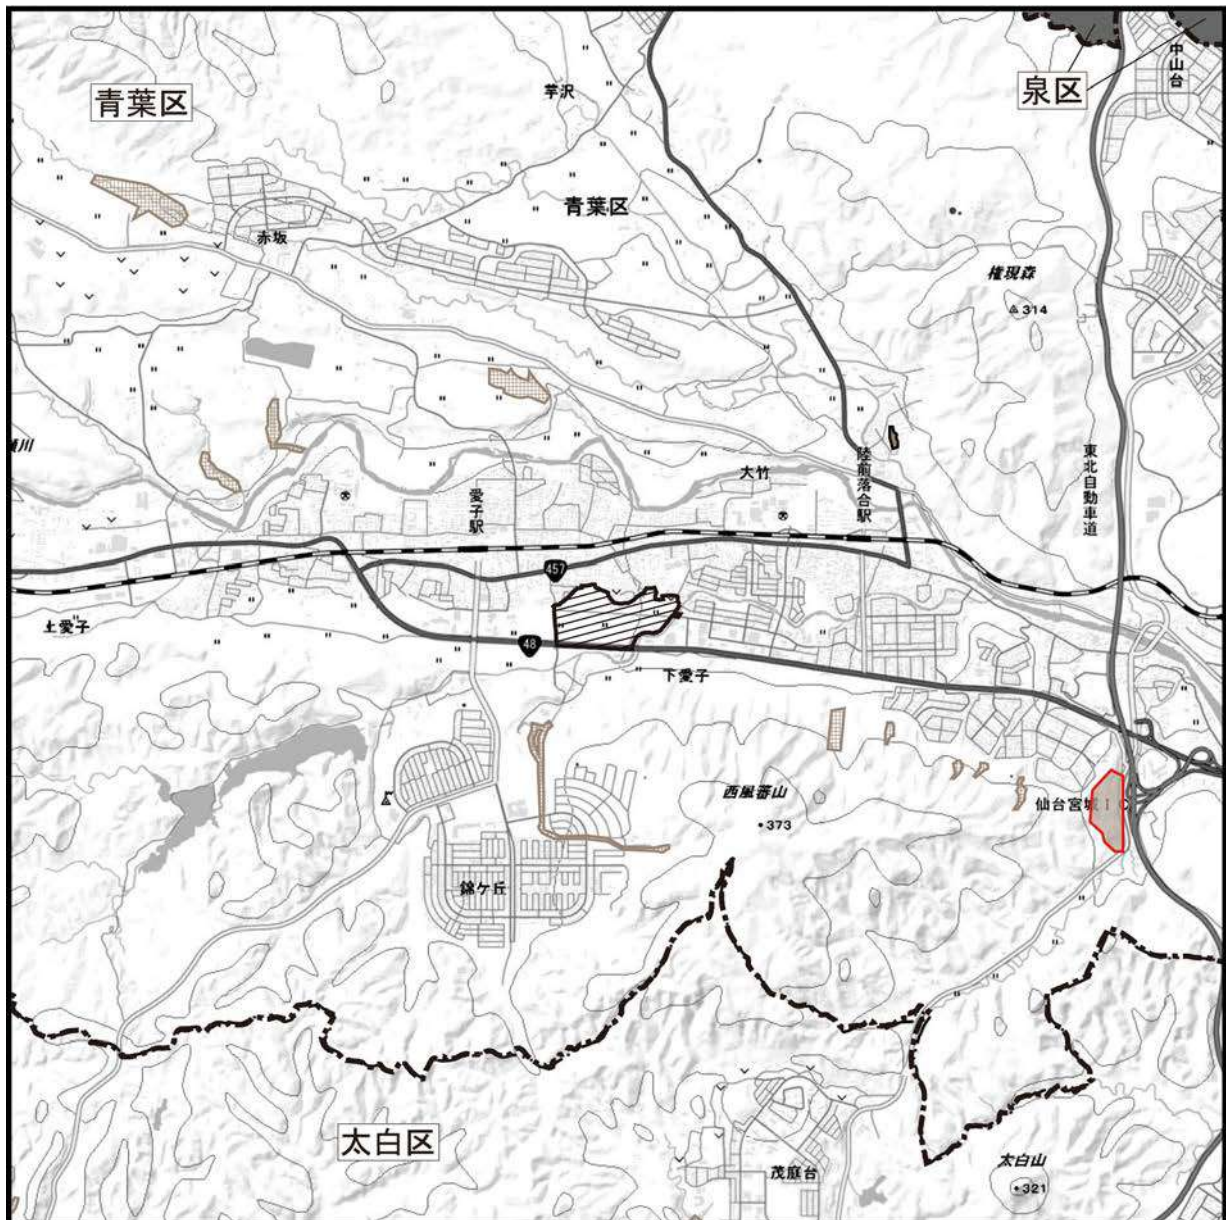 青葉区
芋沢
泉区
中山台
青葉区
赤坂
権現森
314
瀬川
大竹
陸前落合駅
愛子駅
東北自動車道
457
上愛子
48
下愛子
西風蕃山
373
仙台宮城IC
錦ケ丘
太白区
茂庭台
太白山
321